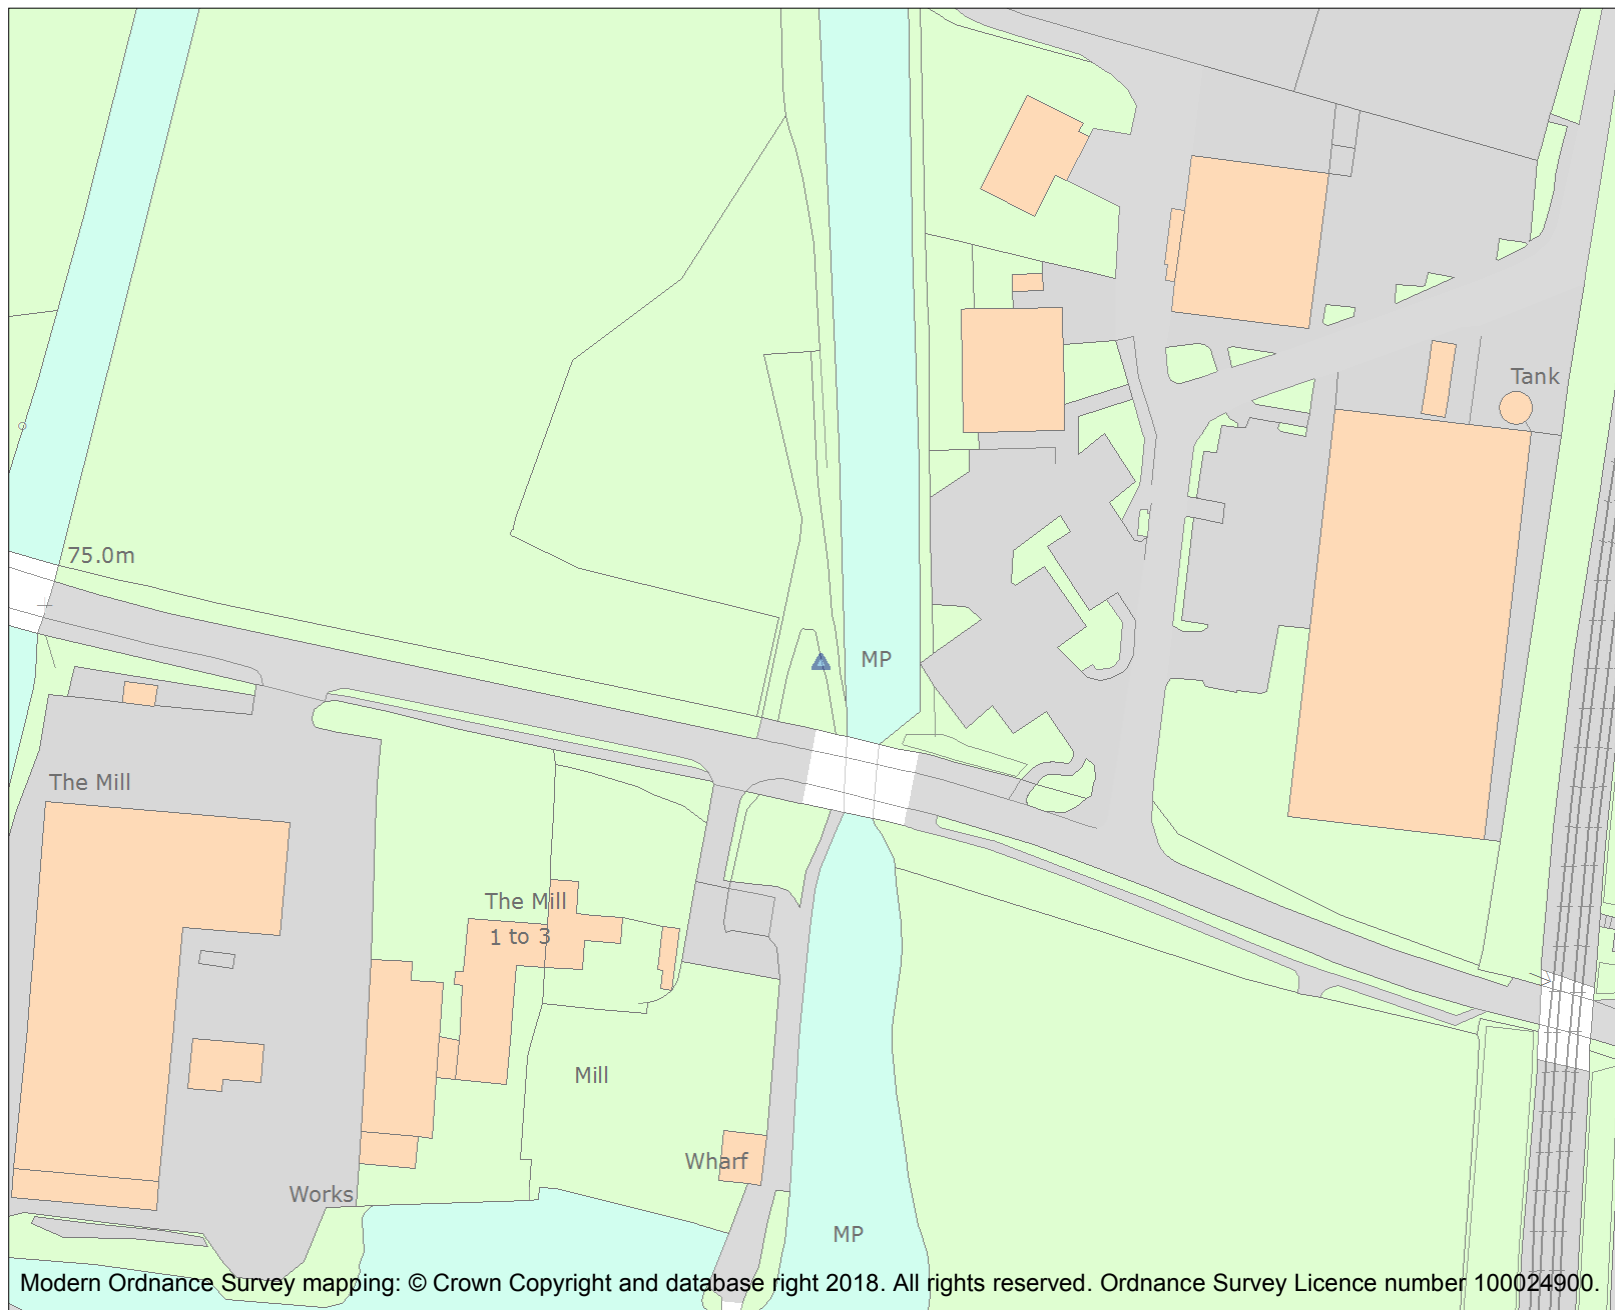 Tank
75.0m
MP
The Mill
The Mill
1 to 3
Mill
Wharf
Works
MP
Modern Ordnance Survey mapping: © Crown Copyright and database right 2018. All rights reserved. Ordnance Survey Licence number 100024900.